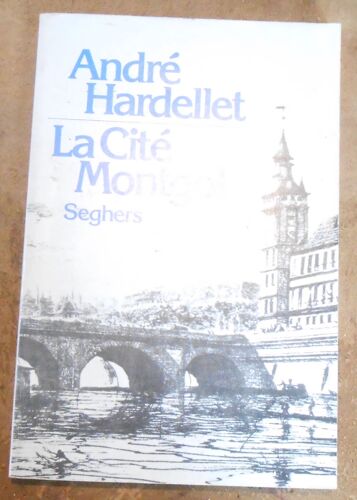 André
Hardellet
La Cité
Montgol
Seghers